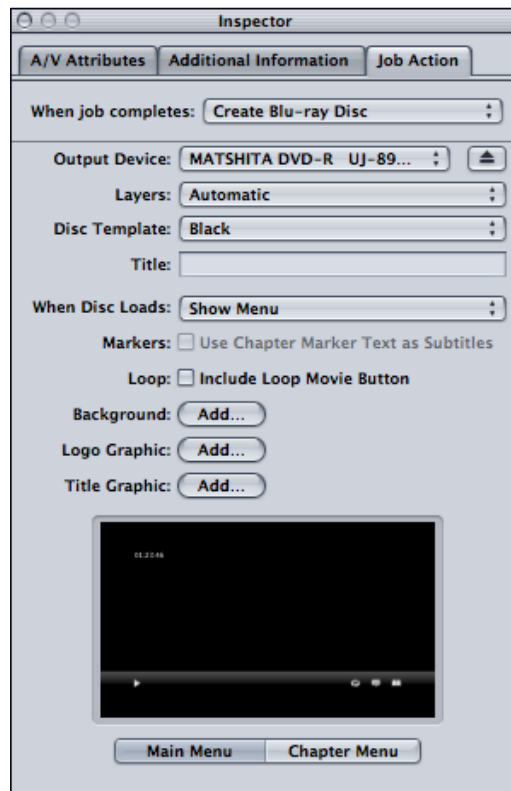 Inspector
A/V Attributes Additional Information Job Action
When job completes: Create Blu-ray Disc
Output Device: MATSHITA DVD-R UJ-89...
Layers: Automatic
Disc Template: Black
Title:
When Disc Loads: Show Menu
Markers: Use Chapter Marker Text as Subtitles
Loop: Include Loop Movie Button
Background: Add...
Logo Graphic: Add...
Title Graphic: Add...
Main Menu Chapter Menu